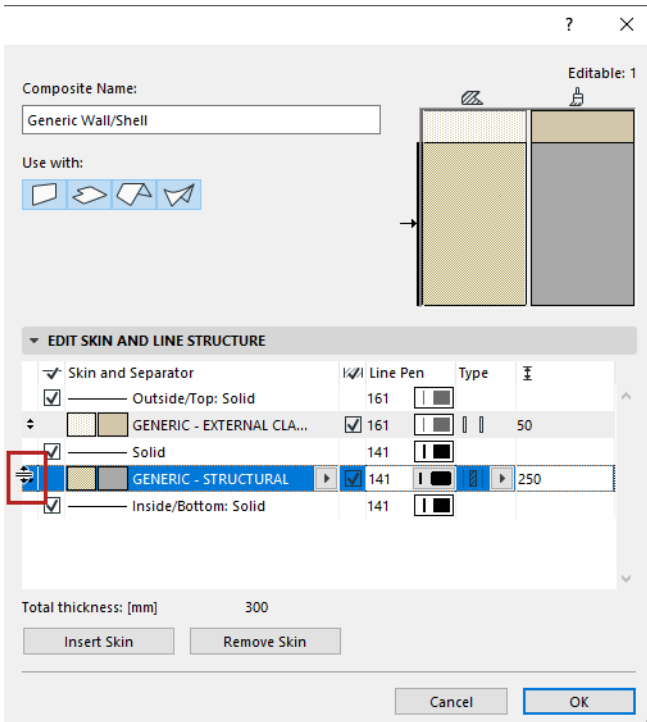 ?
Editable: 1
Composite Name:
Generic Wall/Shell
Use with:
EDIT SKIN AND LINE STRUCTURE
Skin and Separator Line Pen Type
Outside/Top: Solid 161
GENERIC - EXTERNAL CLA... 161 50
Solid 141
GENERIC - STRUCTURAL 141 250
Inside/Bottom: Solid 141
Total thickness: [mm] 300
Insert Skin Remove Skin
Cancel OK